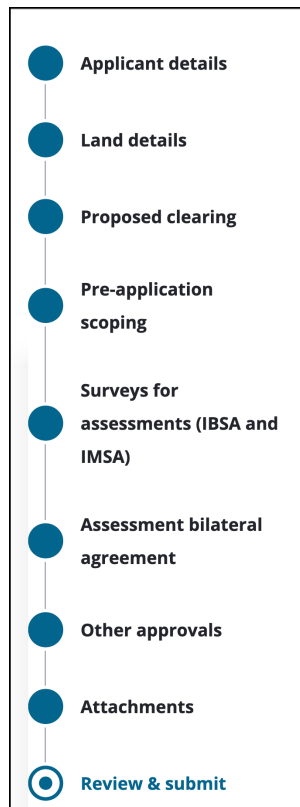 Applicant details
Land details
Proposed clearing
Pre-application
scoping
Surveys for
assessments (IBSA and
IMSA)
Assessment bilateral
agreement
Other approvals
Attachments
Review & submit